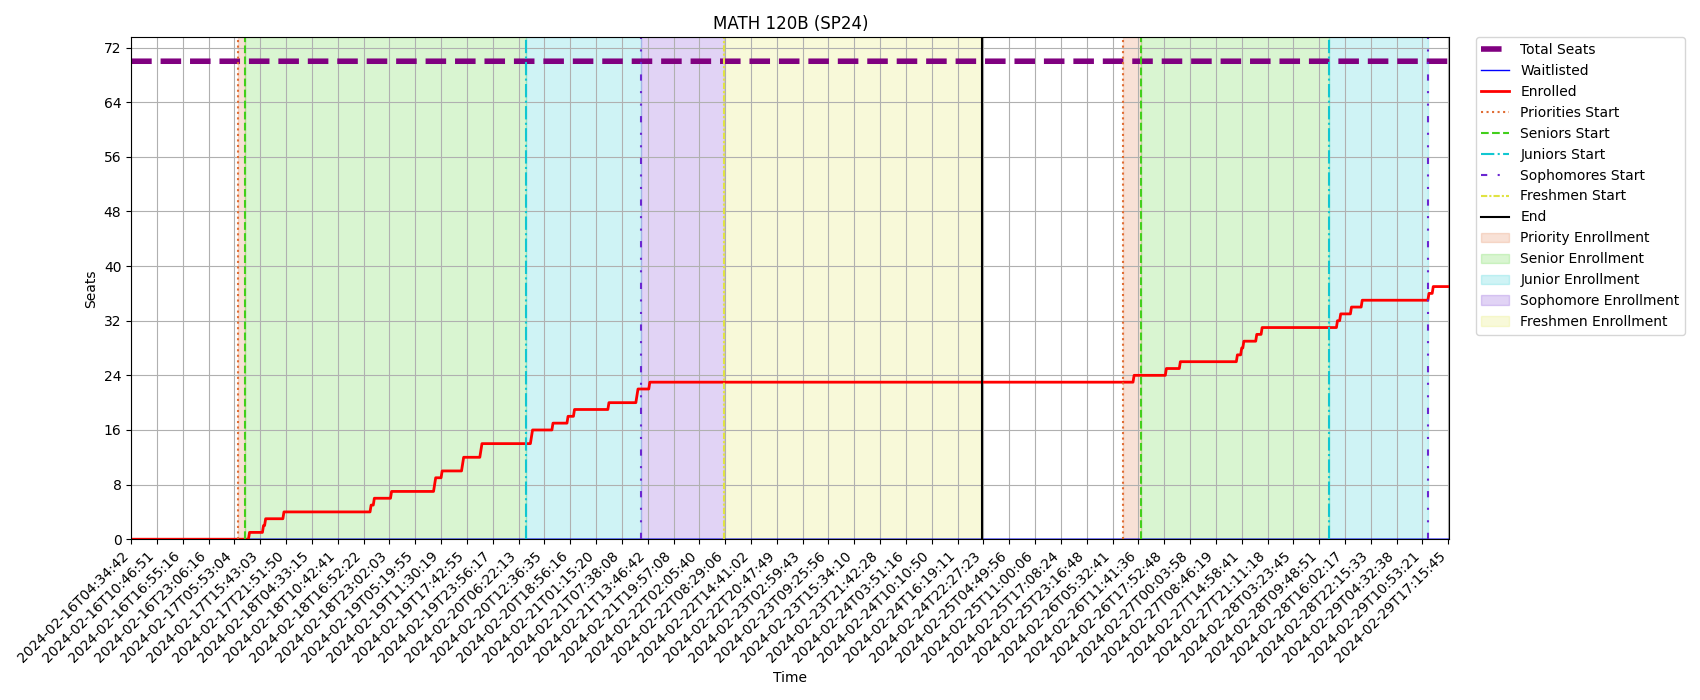 MATH 120B (SP24)
72
64
56
48
40
32
24
16
8
0
Seats
2024-02-16T04:34:42
2024-02-16T10:46:51
2024-02-16T16:55:16
2024-02-16T23:06:16
2024-02-17T05:53:04
2024-02-17T15:43:03
2024-02-17T21:51:50
2024-02-18T04:33:15
2024-02-18T10:42:41
2024-02-18T16:52:22
2024-02-18T23:02:03
2024-02-19T05:19:55
2024-02-19T11:30:19
2024-02-19T17:42:55
2024-02-19T23:56:17
2024-02-20T06:22:13
2024-02-20T12:36:35
2024-02-20T18:56:16
2024-02-21T01:15:20
2024-02-21T07:38:08
2024-02-21T13:46:42
2024-02-21T19:57:08
2024-02-22T02:05:40
2024-02-22T08:29:06
2024-02-22T14:41:02
2024-02-22T20:47:49
2024-02-23T02:59:43
2024-02-23T09:25:56
2024-02-23T15:34:10
2024-02-23T21:42:28
2024-02-24T03:51:16
2024-02-24T10:10:50
2024-02-24T16:19:11
2024-02-24T22:27:23
2024-02-25T04:49:56
2024-02-25T11:00:06
2024-02-25T17:08:24
2024-02-25T23:16:48
2024-02-26T05:32:41
2024-02-26T11:41:36
2024-02-26T17:52:48
2024-02-27T00:03:58
2024-02-27T08:46:19
2024-02-27T14:58:41
2024-02-27T21:11:18
2024-02-28T03:23:45
2024-02-28T09:48:51
2024-02-28T16:02:17
2024-02-28T22:15:33
2024-02-29T04:32:38
2024-02-29T10:53:21
2024-02-29T17:15:45
Time
Total Seats
Waitlisted
Enrolled
Priorities Start
Seniors Start
Juniors Start
Sophomores Start
Freshmen Start
End
Priority Enrollment
Senior Enrollment
Junior Enrollment
Sophomore Enrollment
Freshmen Enrollment